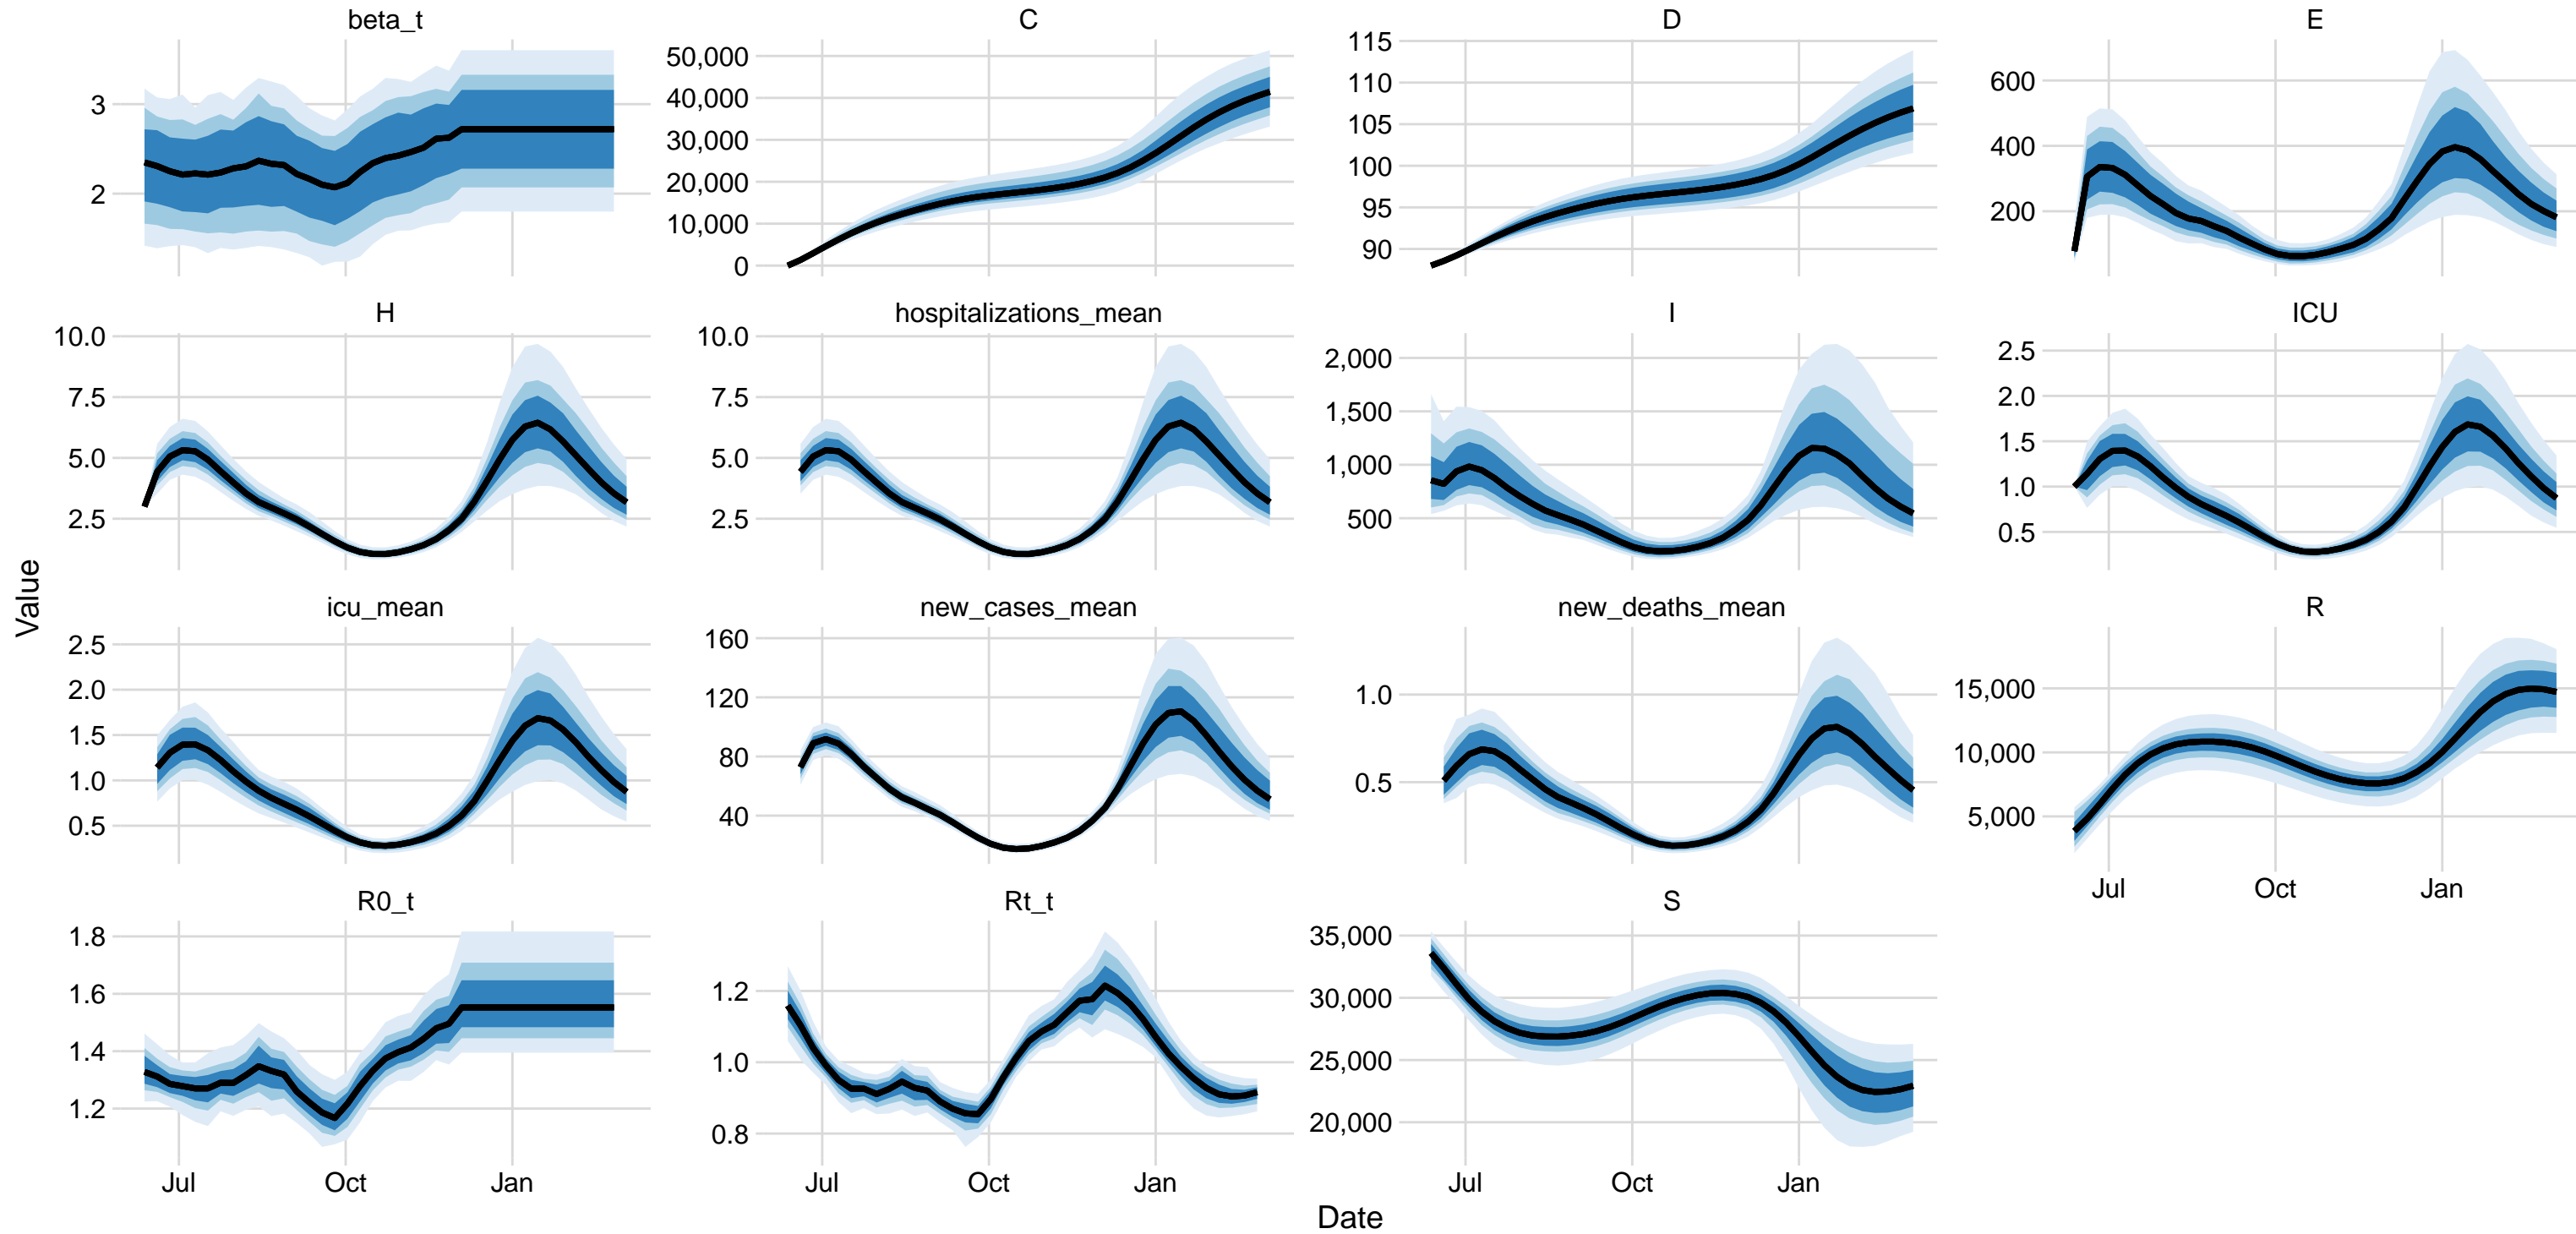 beta_t
C
D
E
3
2
50,000
40,000
30,000
20,000
10,000
0
115
110
105
100
95
90
600
400
200
H
hospitalizations_mean
I
ICU
10.0
7.5
5.0
2.5
10.0
7.5
5.0
2.5
2,000
1,500
1,000
500
2.5
2.0
1.5
1.0
0.5
Value
icu_mean
new_cases_mean
new_deaths_mean
R
2.5
2.0
1.5
1.0
0.5
160
120
80
40
1.0
0.5
15,000
10,000
5,000
Jul Oct Jan
R0_t
Rt_t
S
1.8
1.6
1.4
1.2
1.2
1.0
0.8
35,000
30,000
25,000
20,000
Jul Oct Jan
Jul Oct Jan
Jul Oct Jan
Date